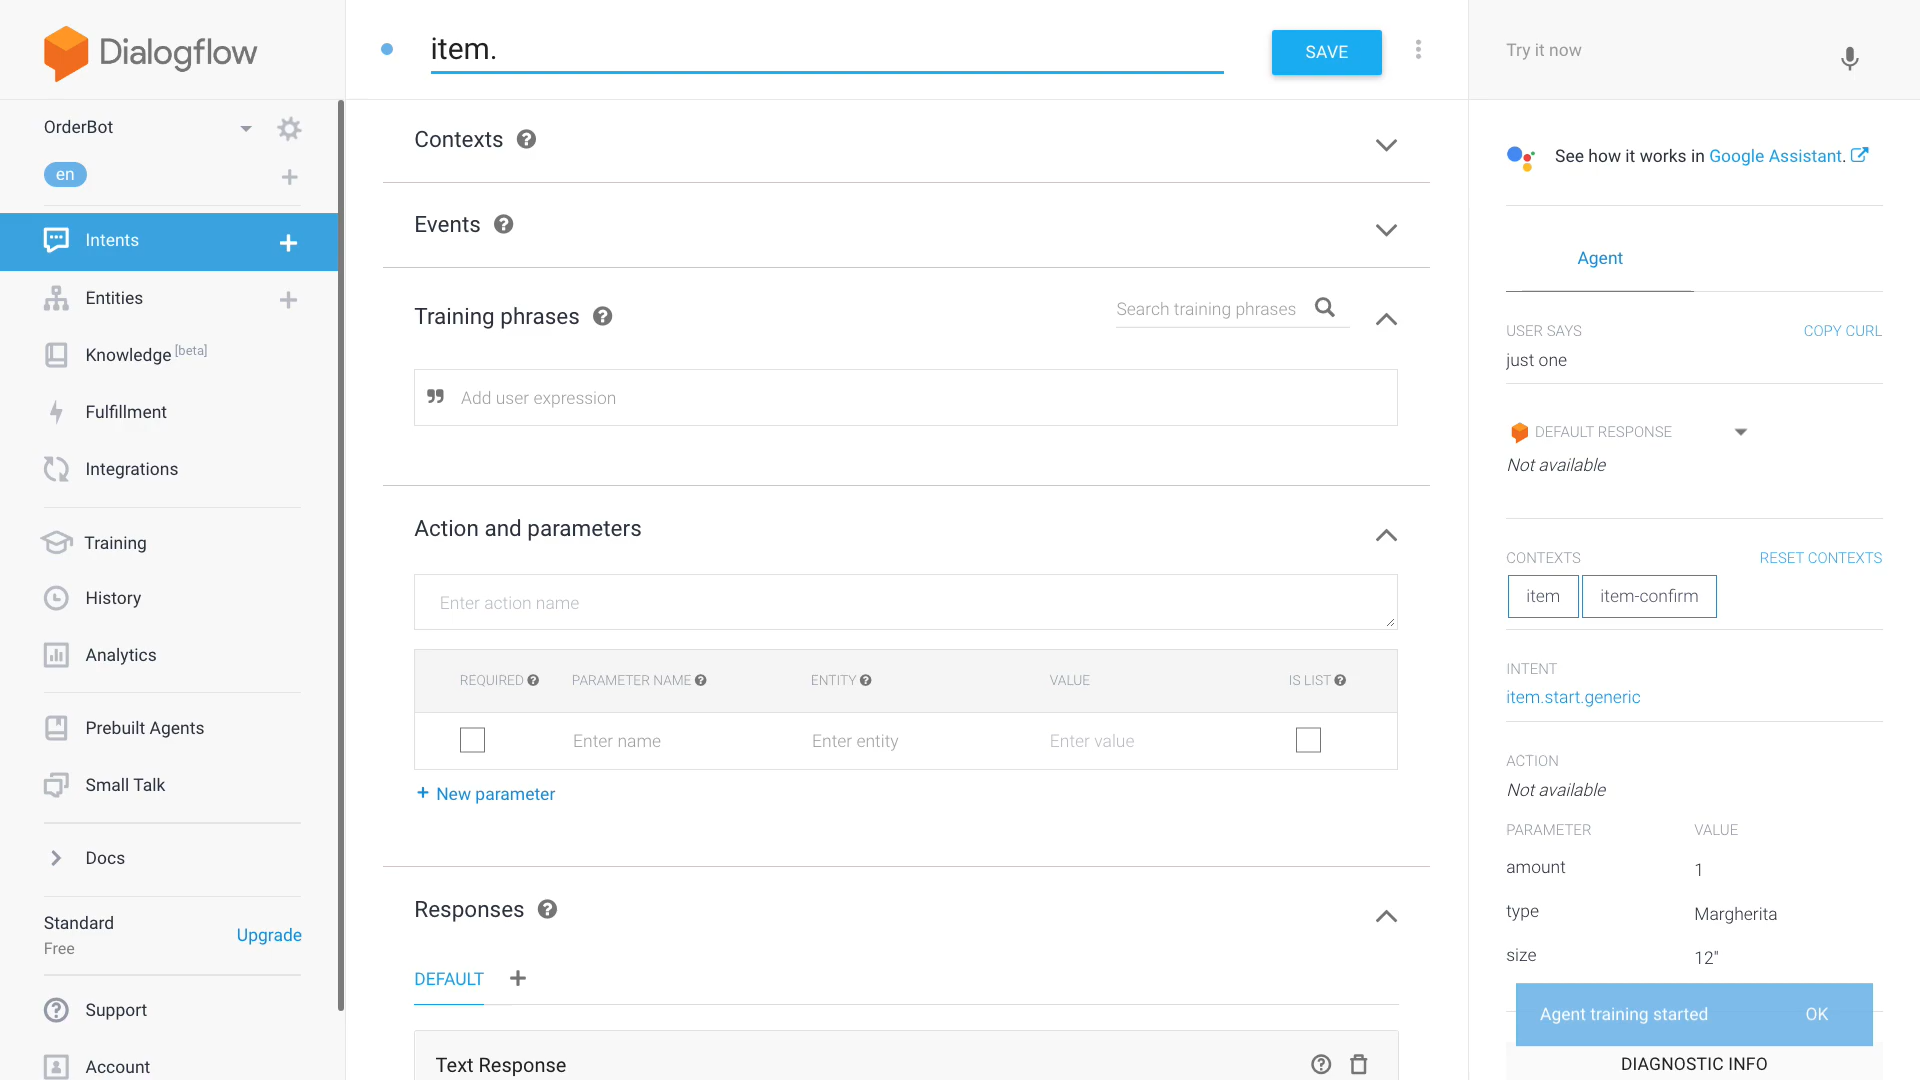 Dialogflow
OrderBot
en
Intents
Entities
Knowledge [beta]
Fulfillment
Integrations
Training
History
Analytics
Prebuilt Agents
Small Talk
Docs
Standard
Free
Upgrade
Support
Account
item.
SAVE
Contexts
Events
Training phrases
Search training phrases
Add user expression
Action and parameters
Enter action name
REQUIRED PARAMETER NAME ENTITY VALUE IS LIST
Enter name Enter entity Enter value
+ New parameter
Responses
DEFAULT
Text Response
Try it now
See how it works in Google Assistant.
Agent
USER SAYS COPY CURL
just one
DEFAULT RESPONSE
Not available
CONTEXTS RESET CONTEXTS
item item-confirm
INTENT
item.start.generic
ACTION
Not available
PARAMETER VALUE
amount 1
type Margherita
size 12"
Agent training started OK
DIAGNOSTIC INFO